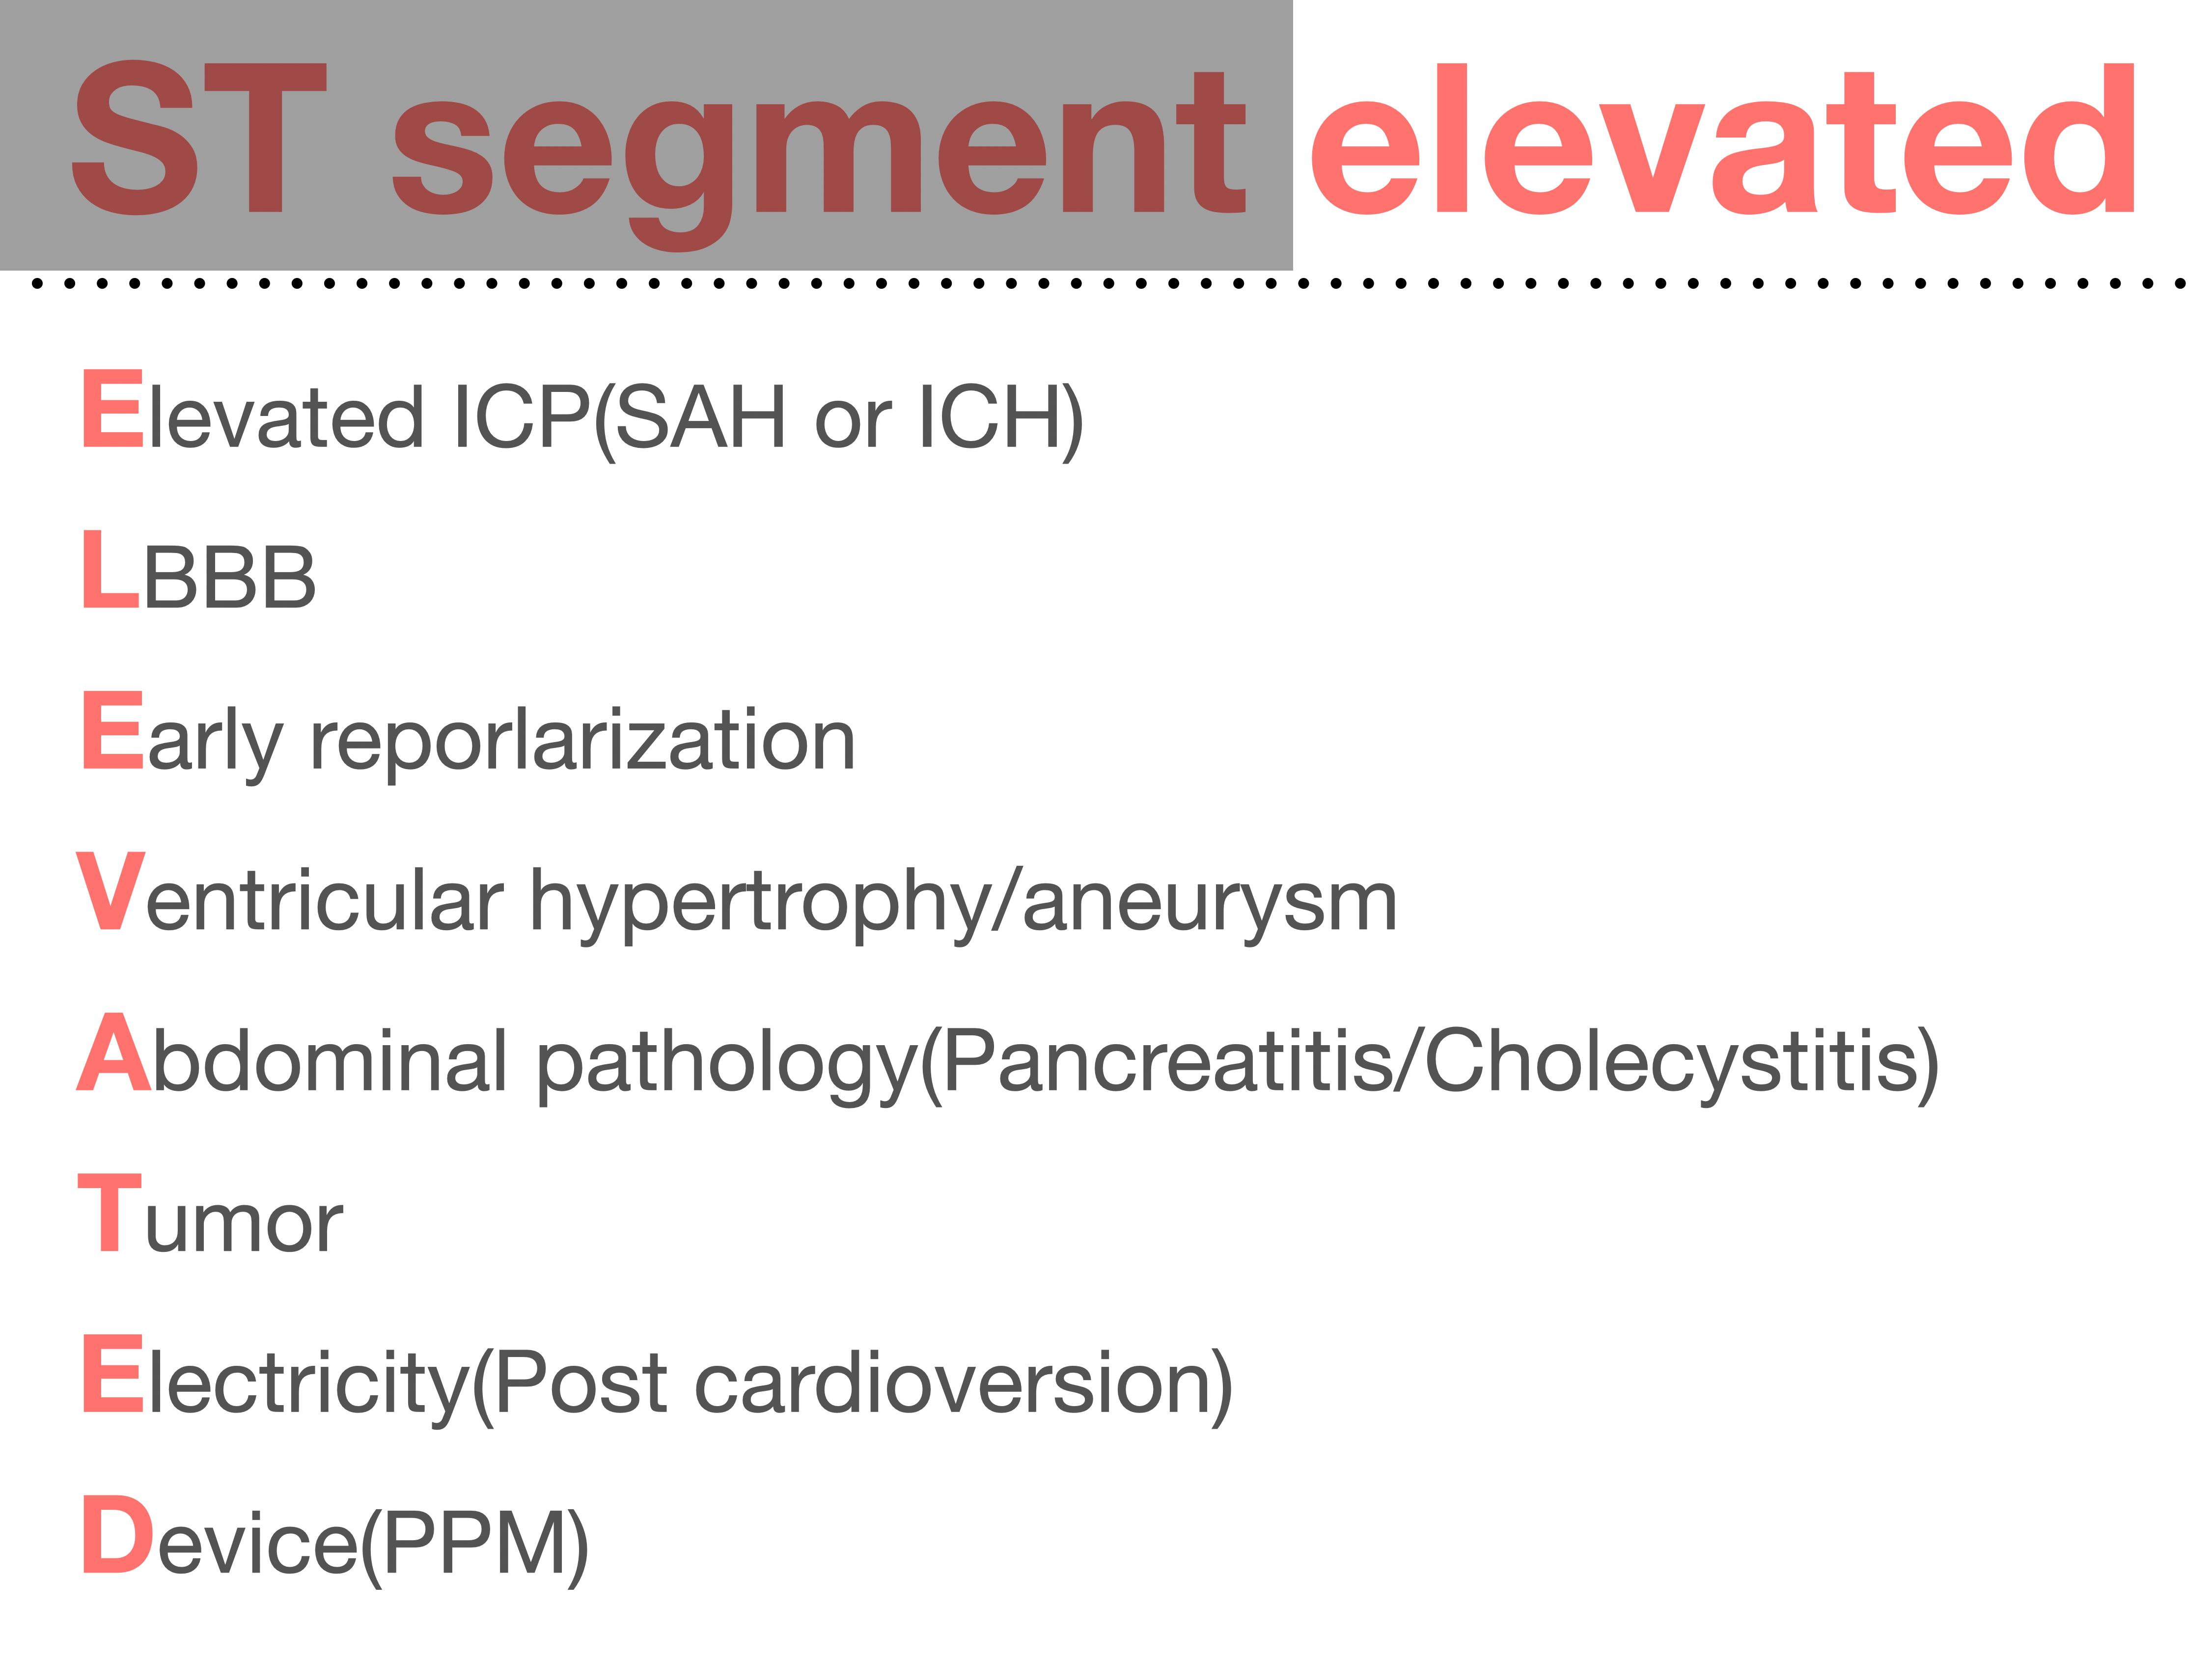 ST segment elevated
Elevated ICP(SAH or ICH)
LBBB
Early reporlarization
Ventricular hypertrophy/aneurysm
Abdominal pathology(Pancreatitis/Cholecystitis)
Tumor
Electricity(Post cardioversion)
Device(PPM)